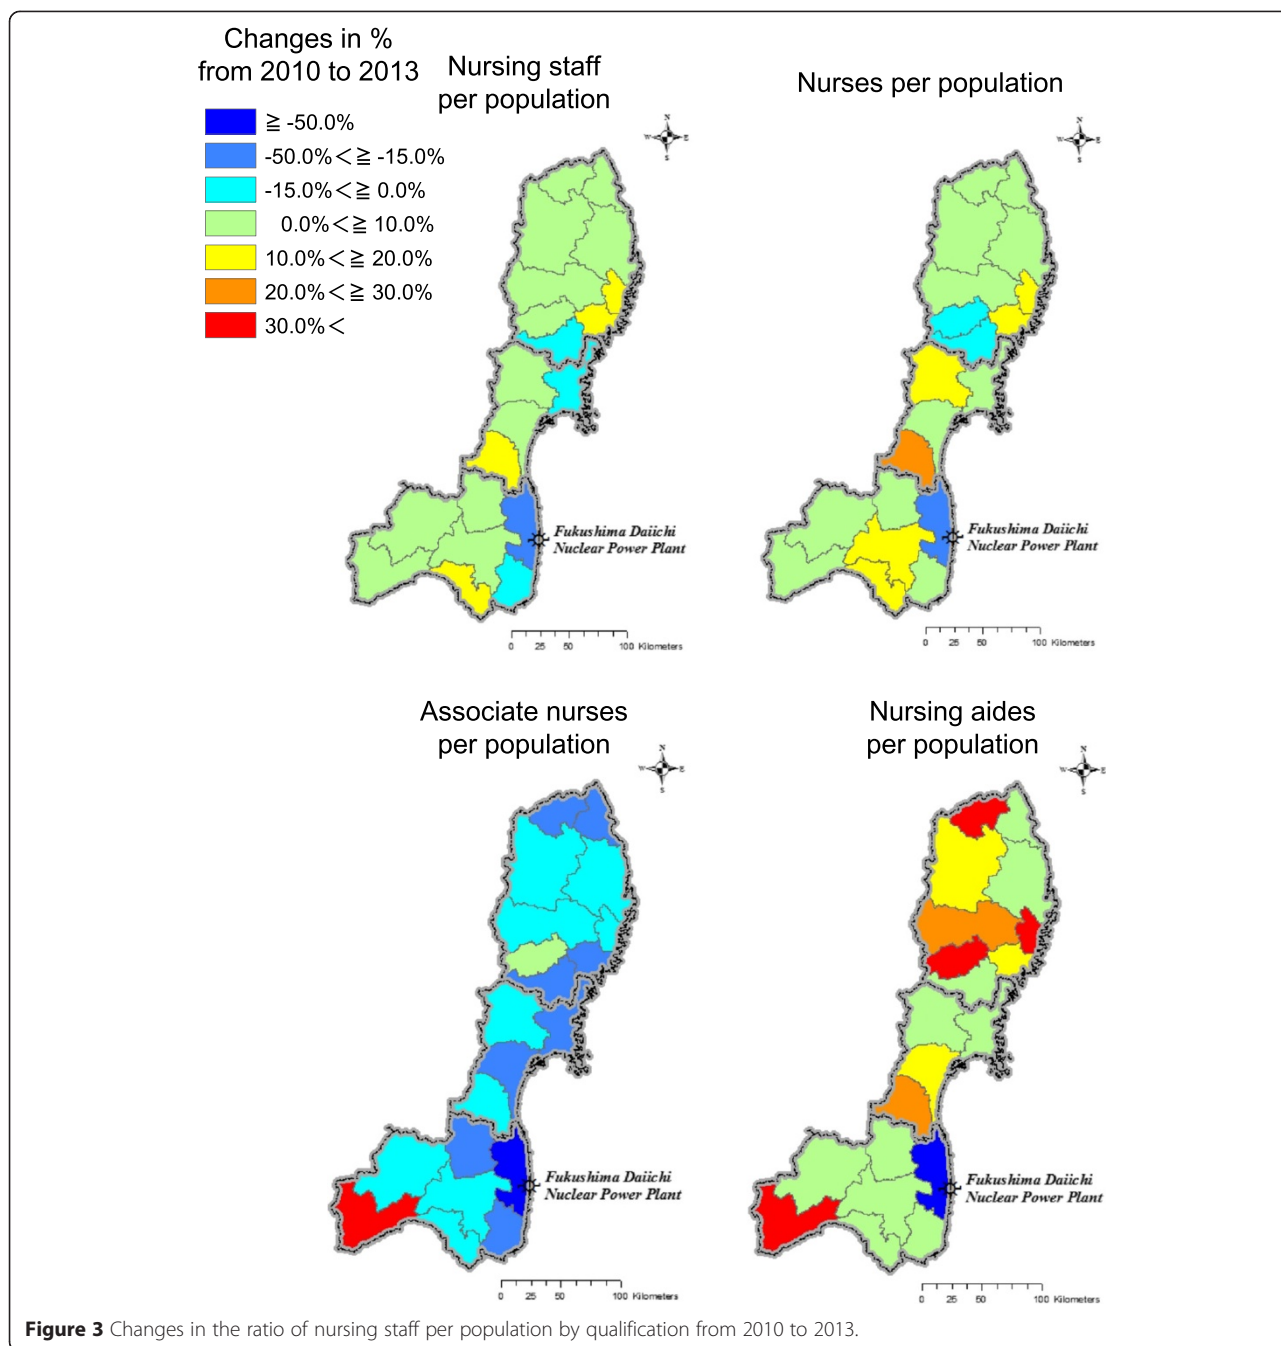 Changes in %
from 2010 to 2013
≧ -50.0%
-50.0%<≧ -15.0%
-15.0%<≧ 0.0%
0.0%<≧ 10.0%
10.0%<≧ 20.0%
20.0%<≧ 30.0%
30.0%<
Nursing staff
per population
N
W E
S
Fukushima Daiichi
Nuclear Power Plant
0 25 50 100 Kilometers
Nurses per population
N
W E
S
Fukushima Daiichi
Nuclear Power Plant
0 25 50 100 Kilometers
Associate nurses
per population
N
W E
S
Fukushima Daiichi
Nuclear Power Plant
0 25 50 100 Kilometers
Nursing aides
per population
N
W E
S
Fukushima Daiichi
Nuclear Power Plant
0 25 50 100 Kilometers
Figure 3 Changes in the ratio of nursing staff per population by qualification from 2010 to 2013.